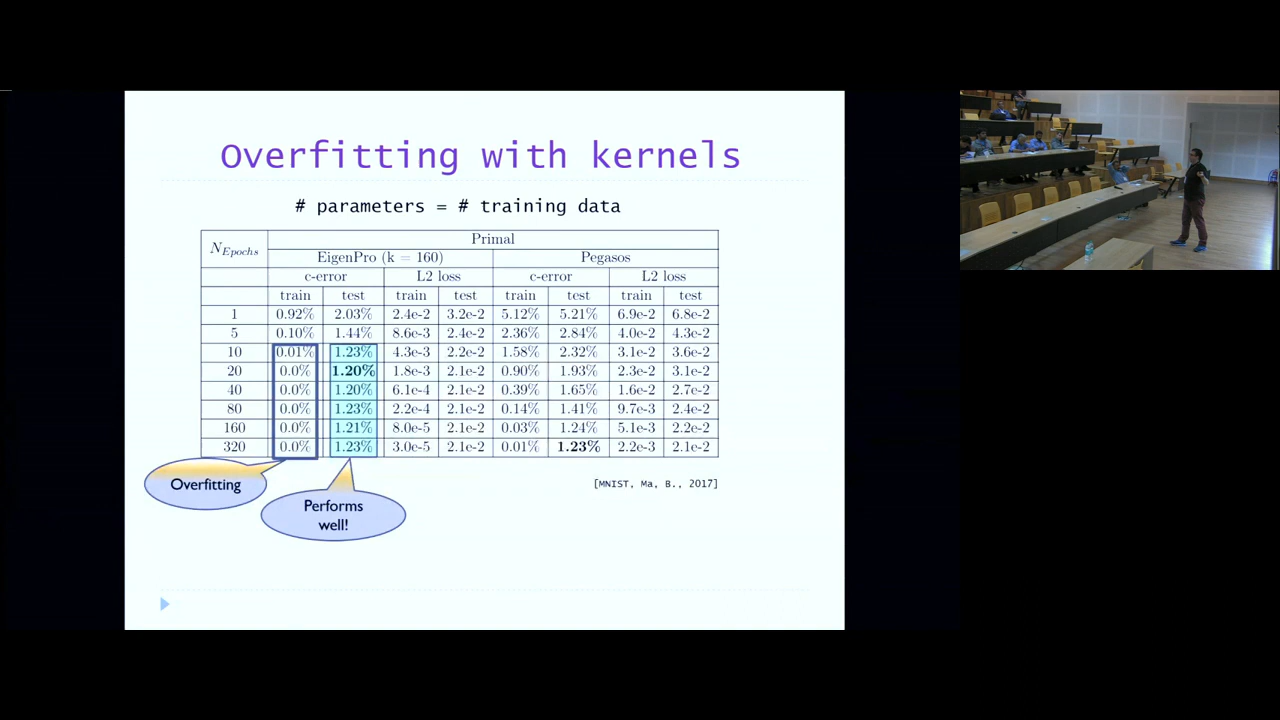 Overfitting with kernels
# parameters = # training data
Primal
N_Epochs
EigenPro (k = 160) Pegasos
c-error L2 loss c-error L2 loss
train test train test train test train test
1 0.92% 2.03% 2.4e-2 3.2e-2 5.12% 5.21% 6.9e-2 6.8e-2
5 0.10% 1.44% 8.6e-3 2.4e-2 2.36% 2.84% 4.0e-2 4.3e-2
10 0.01% 1.23% 4.3e-3 2.2e-2 1.58% 2.32% 3.1e-2 3.6e-2
20 0.0% 1.20% 1.8e-3 2.1e-2 0.90% 1.93% 2.3e-2 3.1e-2
40 0.0% 1.20% 6.1e-4 2.1e-2 0.39% 1.65% 1.6e-2 2.7e-2
80 0.0% 1.23% 2.2e-4 2.1e-2 0.14% 1.41% 9.7e-3 2.4e-2
160 0.0% 1.21% 8.0e-5 2.1e-2 0.03% 1.24% 5.1e-3 2.2e-2
320 0.0% 1.23% 3.0e-5 2.1e-2 0.01% 1.23% 2.2e-3 2.1e-2
Overfitting
Performs
well!
[MNIST, Ma, B., 2017]